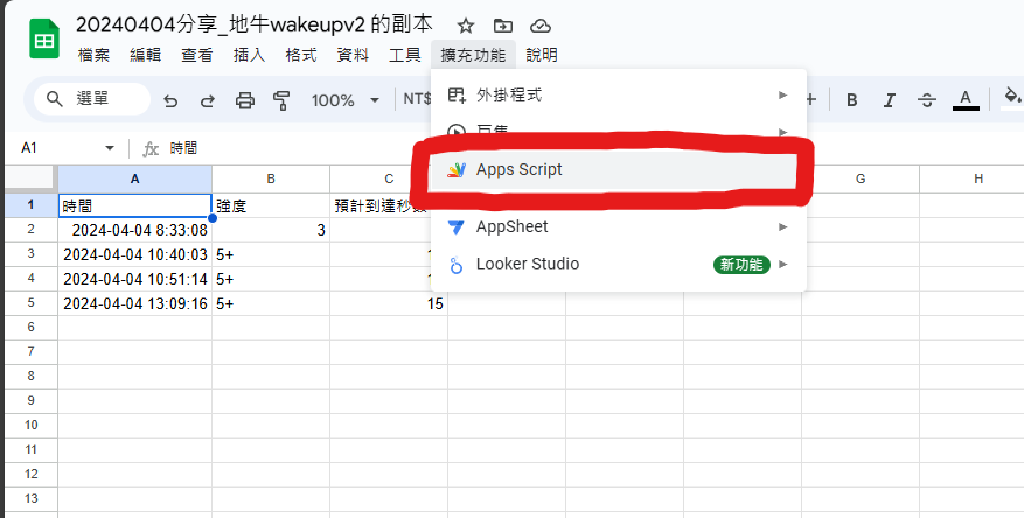 20240404分享_地牛wakeupv2 的副本
檔案 編輯 查看 插入 格式 資料 工具 擴充功能 說明
選單 100% NT$ B I A
外掛程式
巨集
Apps Script
AppSheet
Looker Studio 新功能
A1 fx 時間
A B C G H
1 時間 強度 預計到達秒數
2 2024-04-04 8:33:08 3
3 2024-04-04 10:40:03 5+
4 2024-04-04 10:51:14 5+
5 2024-04-04 13:09:16 5+ 15
6
7
8
9
10
11
12
13